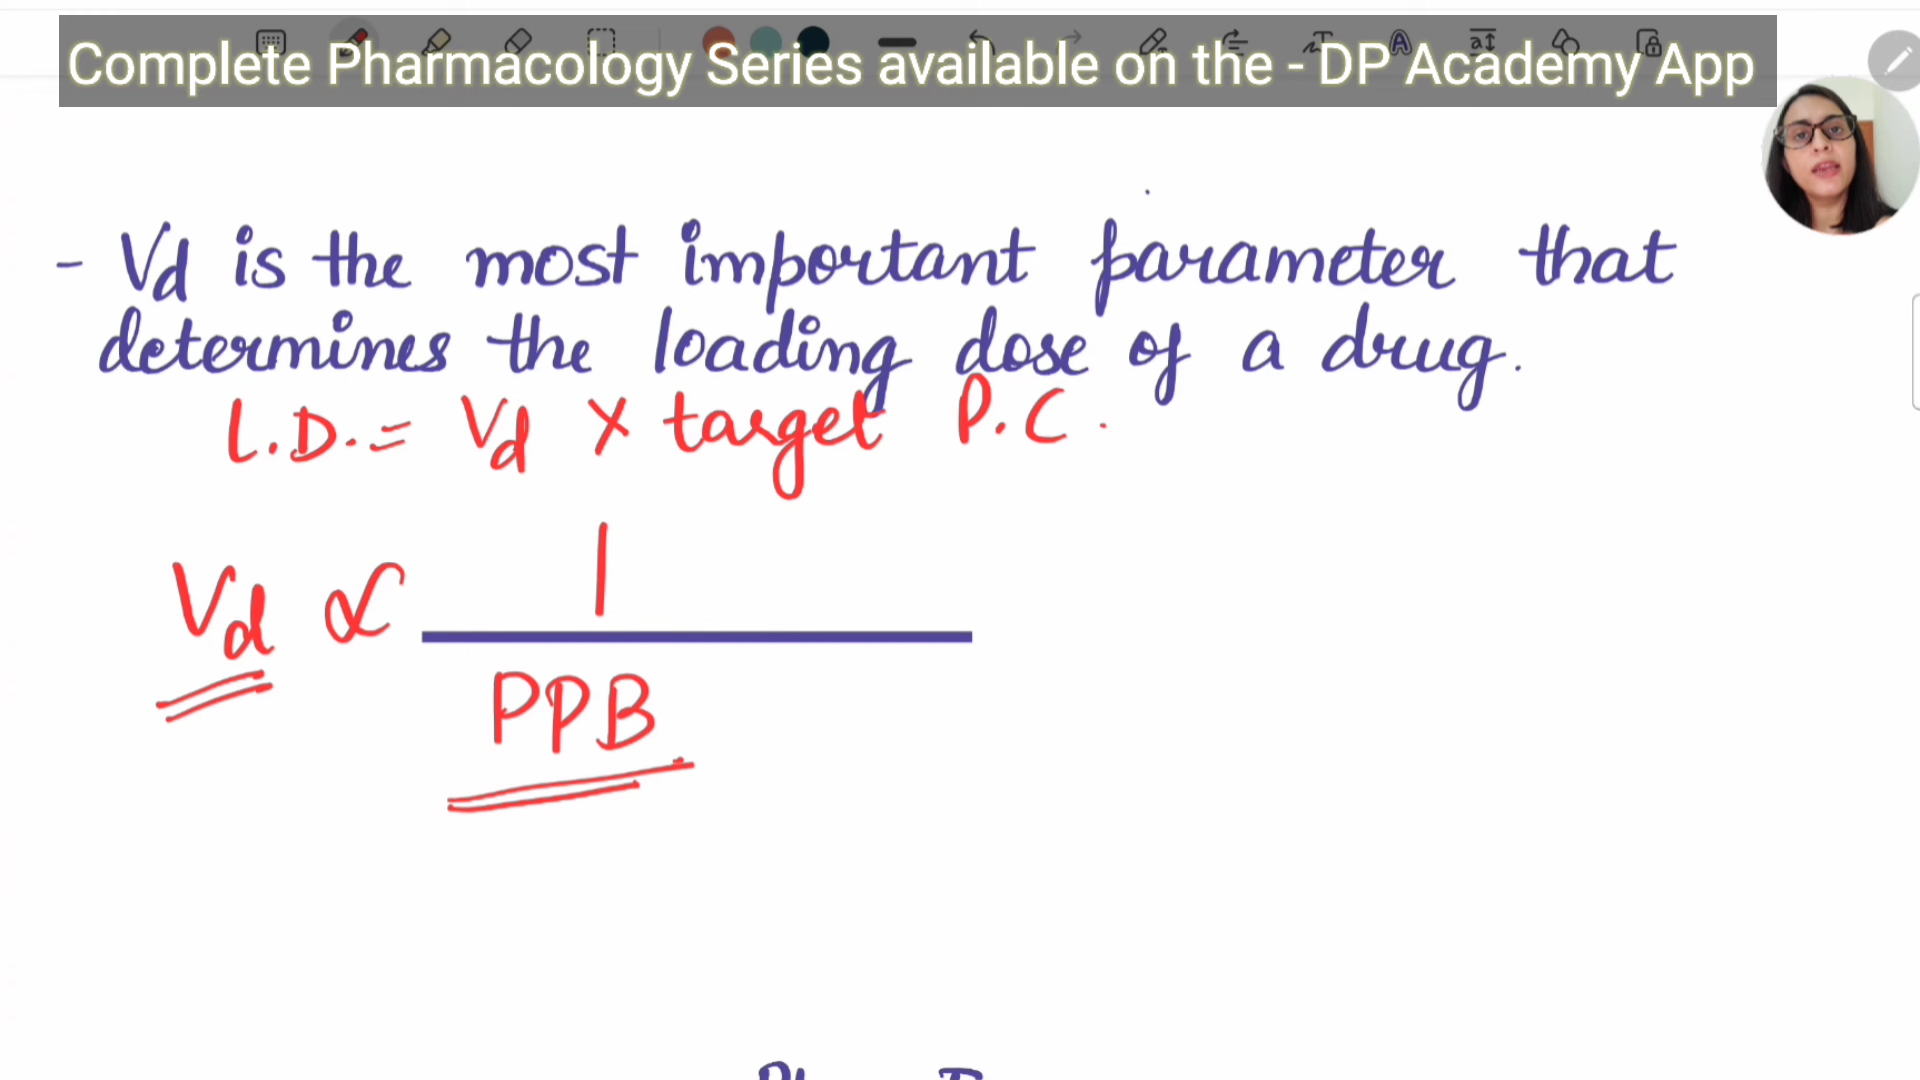 Complete Pharmacology Series available on the - DP Academy App
- Vd is the most important parameter that
determines the loading dose of a drug.
L.D. = Vd X target P.C.
Vd ∝ 1
PPB